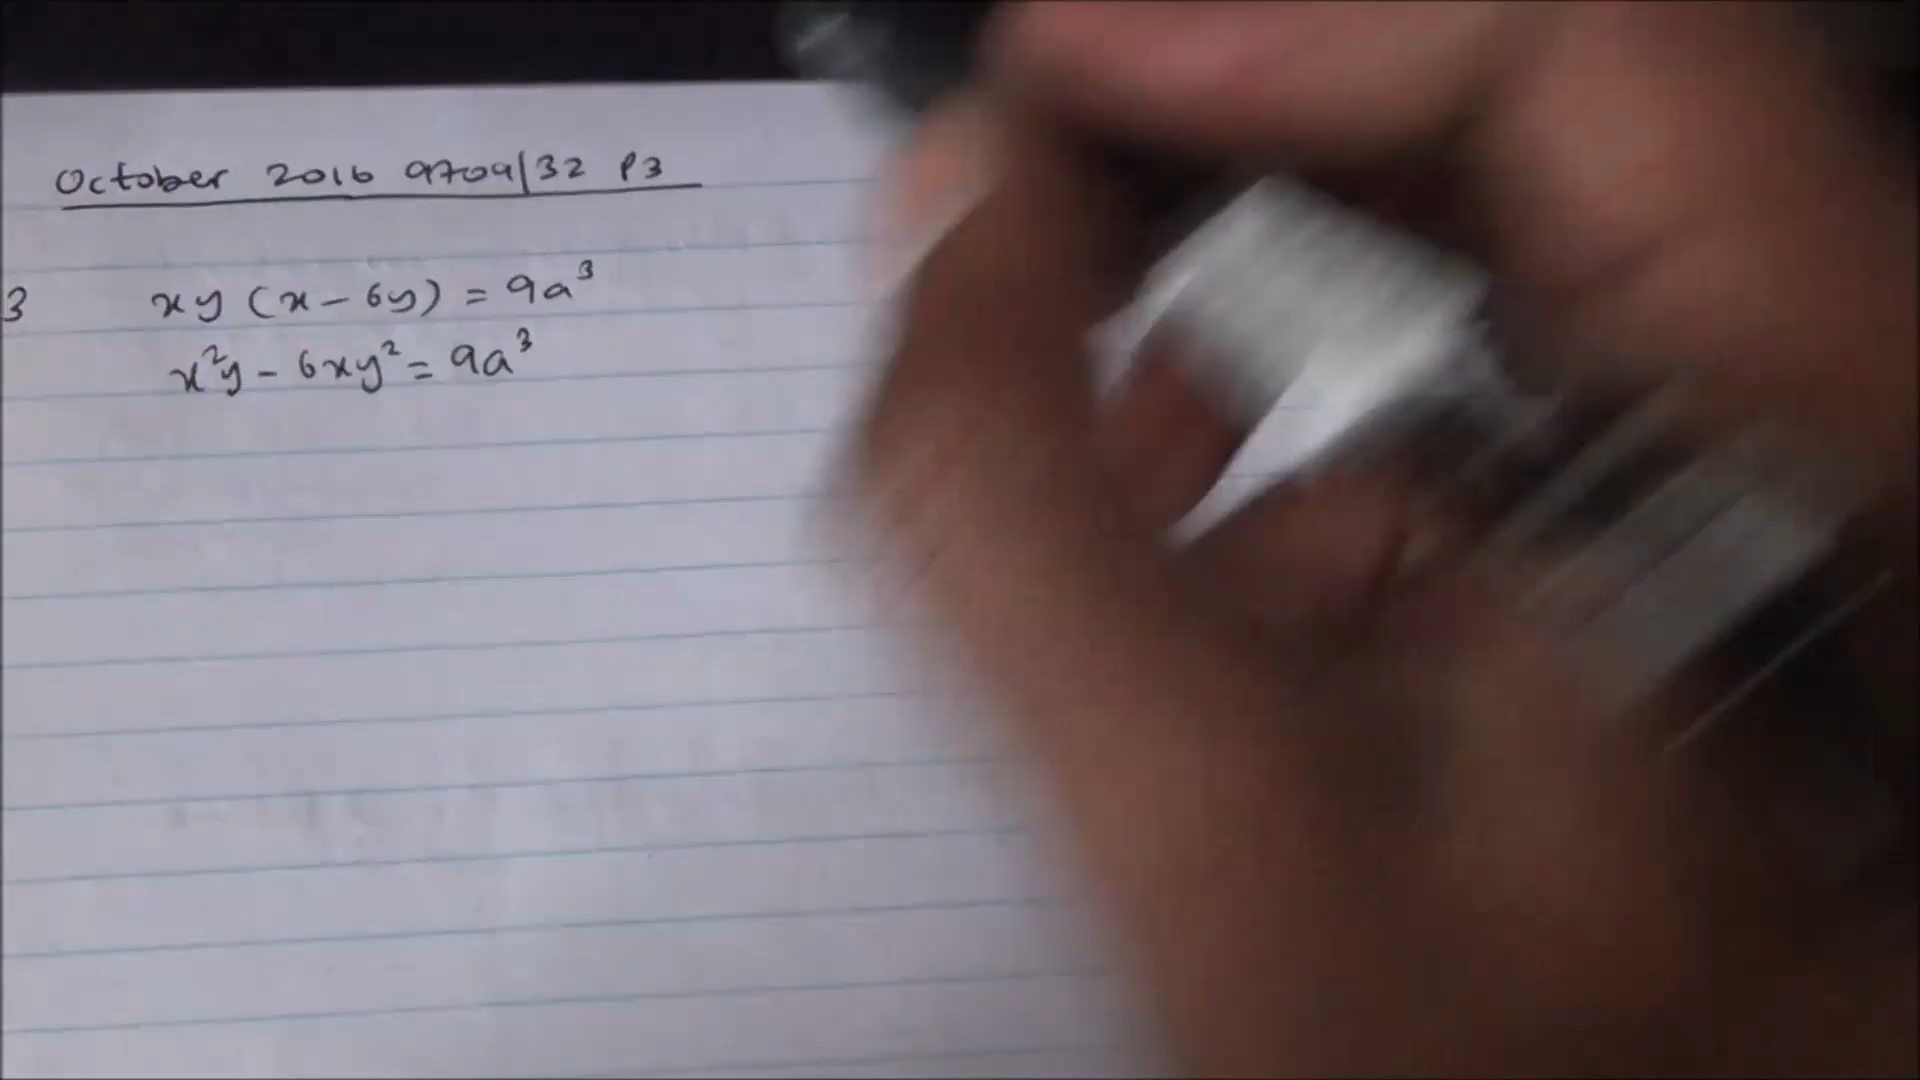 October 2016 9709/32 P3
3 xy (x - 6y) = 9a³
x²y - 6xy² = 9a³